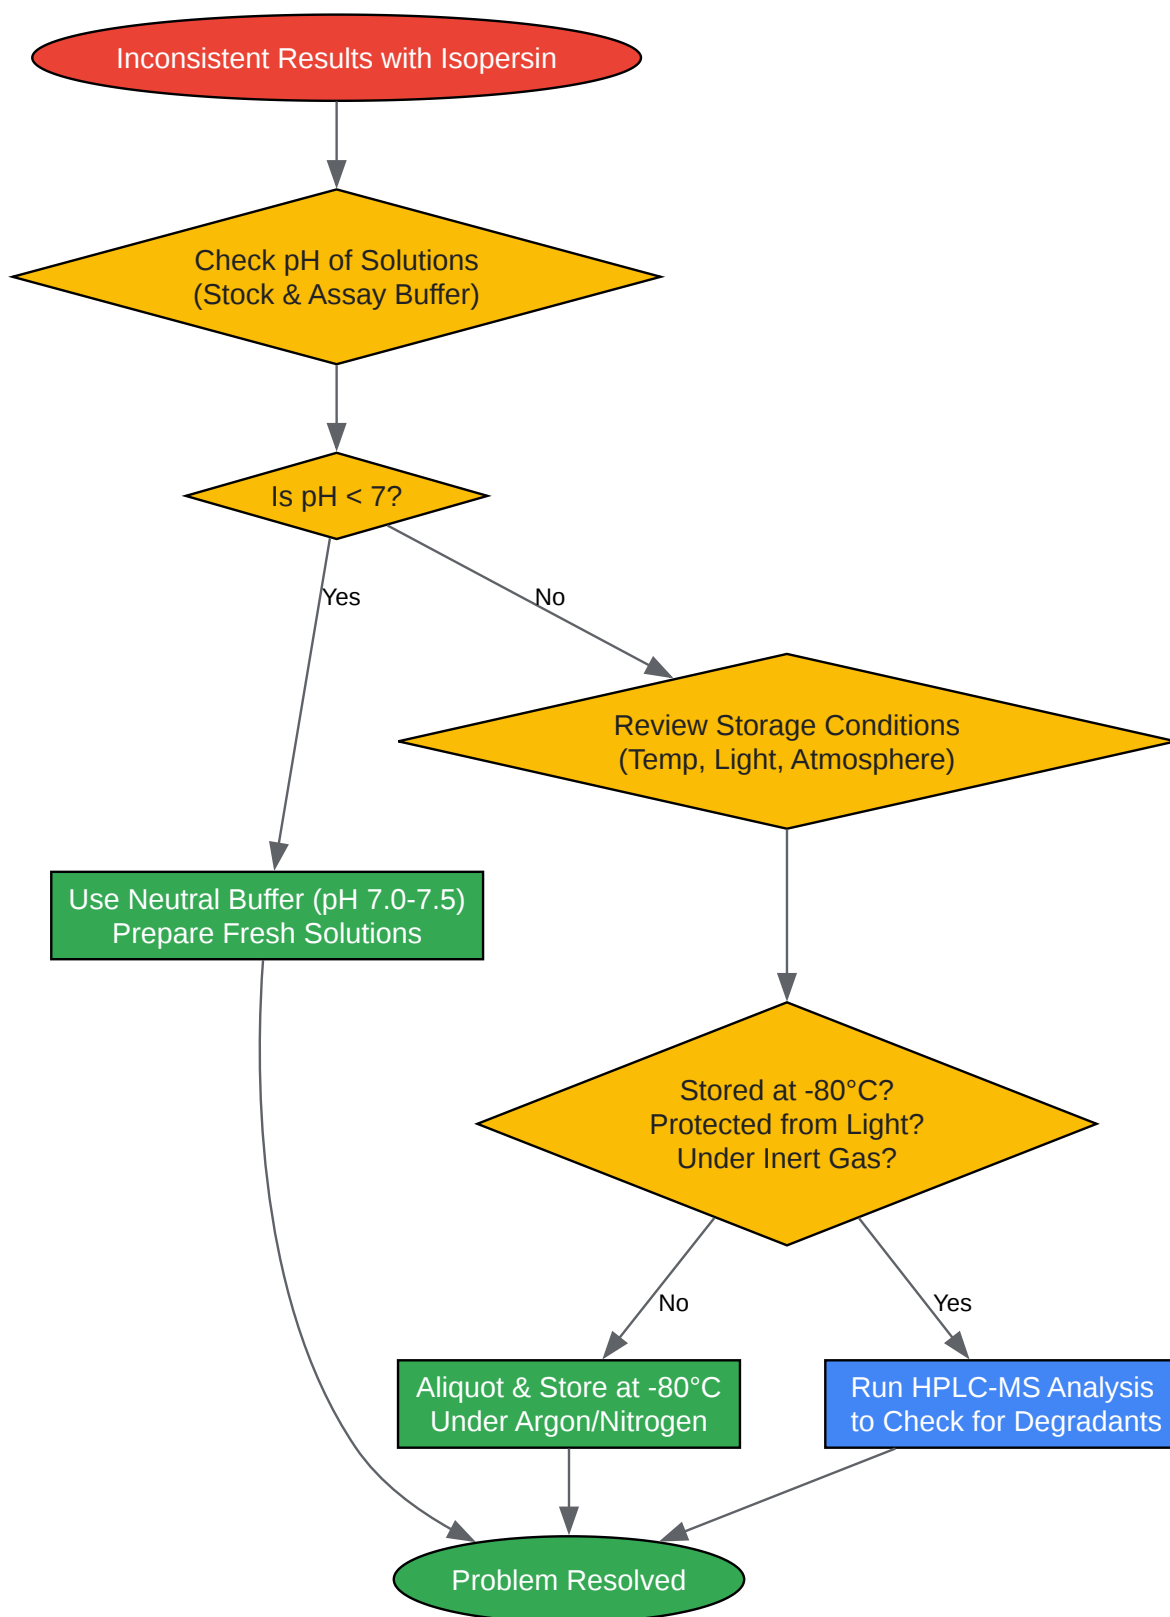 Inconsistent Results with Isopersin
Check pH of Solutions
(Stock & Assay Buffer)
Is pH < 7?
Yes
No
Review Storage Conditions
(Temp, Light, Atmosphere)
Use Neutral Buffer (pH 7.0-7.5)
Prepare Fresh Solutions
Stored at -80°C?
Protected from Light?
Under Inert Gas?
No
Yes
Aliquot & Store at -80°C
Under Argon/Nitrogen
Run HPLC-MS Analysis
to Check for Degradants
Problem Resolved